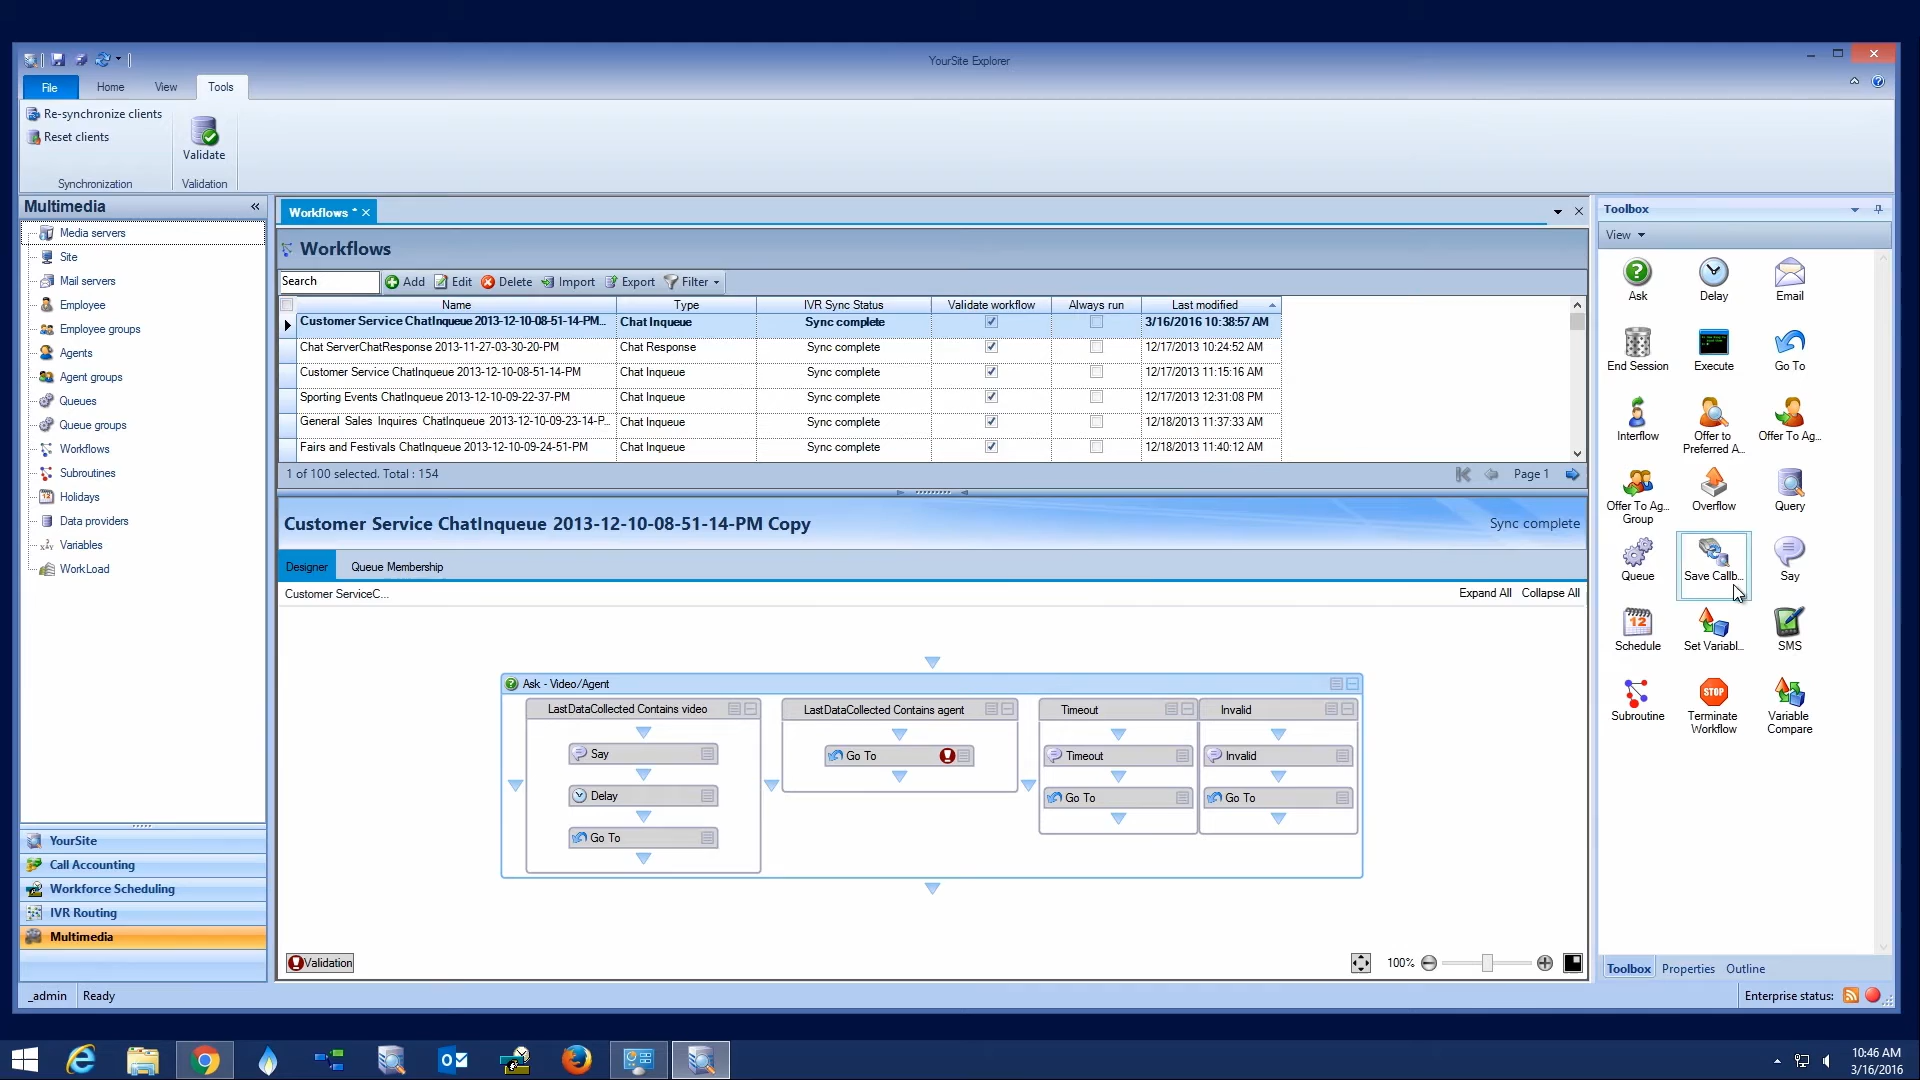 YourSite Explorer
File
Home
View
Tools
Re-synchronize clients
Reset clients
Validate
Synchronization
Validation
Multimedia
Media servers
Site
Mail servers
Employee
Employee groups
Agents
Agent groups
Queues
Queue groups
Workflows
Subroutines
Holidays
Data providers
Variables
WorkLoad
YourSite
Call Accounting
Workforce Scheduling
IVR Routing
Multimedia
_admin
Ready
Workflows *
Workflows
Search
Add
Edit
Delete
Import
Export
Filter
Name Type IVR Sync Status Validate workflow Always run Last modified
Customer Service ChatInqueue 2013-12-10-08-51-14-PM... Chat Inqueue Sync complete 3/16/2016 10:38:57 AM
Chat ServerChatResponse 2013-11-27-03-30-20-PM Chat Response Sync complete 12/17/2013 10:24:52 AM
Customer Service ChatInqueue 2013-12-10-08-51-14-PM Chat Inqueue Sync complete 12/17/2013 11:15:16 AM
Sporting Events ChatInqueue 2013-12-10-09-22-37-PM Chat Inqueue Sync complete 12/17/2013 12:31:08 PM
General Sales Inquires ChatInqueue 2013-12-10-09-23-14-P... Chat Inqueue Sync complete 12/18/2013 11:37:33 AM
Fairs and Festivals ChatInqueue 2013-12-10-09-24-51-PM Chat Inqueue Sync complete 12/18/2013 11:40:12 AM
1 of 100 selected. Total : 154
Page 1
Customer Service ChatInqueue 2013-12-10-08-51-14-PM Copy
Sync complete
Designer
Queue Membership
Customer ServiceC...
Expand All
Collapse All
Ask - Video/Agent
LastDataCollected Contains video
Say
Delay
Go To
LastDataCollected Contains agent
Go To
Timeout
Timeout
Go To
Invalid
Invalid
Go To
Validation
100%
Toolbox
View
Ask
Delay
Email
End Session
Execute
Go To
Interflow
Offer to
Preferred A...
Offer To Ag...
Offer To Ag...
Group
Overflow
Query
Queue
Save Callb...
Say
Schedule
12
Set Variabl...
SMS
Subroutine
STOP
Terminate
Workflow
Variable
Compare
Toolbox
Properties
Outline
Enterprise status:
10:46 AM
3/16/2016